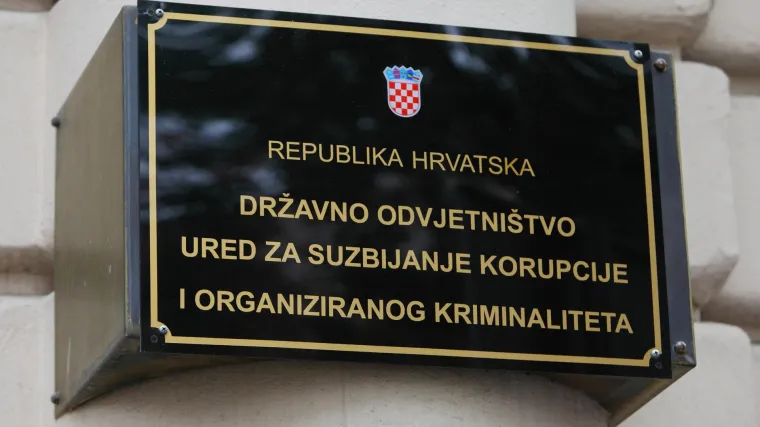 REPUBLIKA HRVATSKA
DRŽAVNO ODVJETNIŠTVO
URED ZA SUZBIJANJE KORUPCIJE
I ORGANIZIRANOG KRIMINALITETA